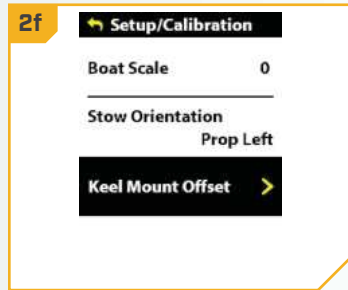 2f
Setup/Calibration
Boat Scale 0
Stow Orientation
Prop Left
Keel Mount Offset >